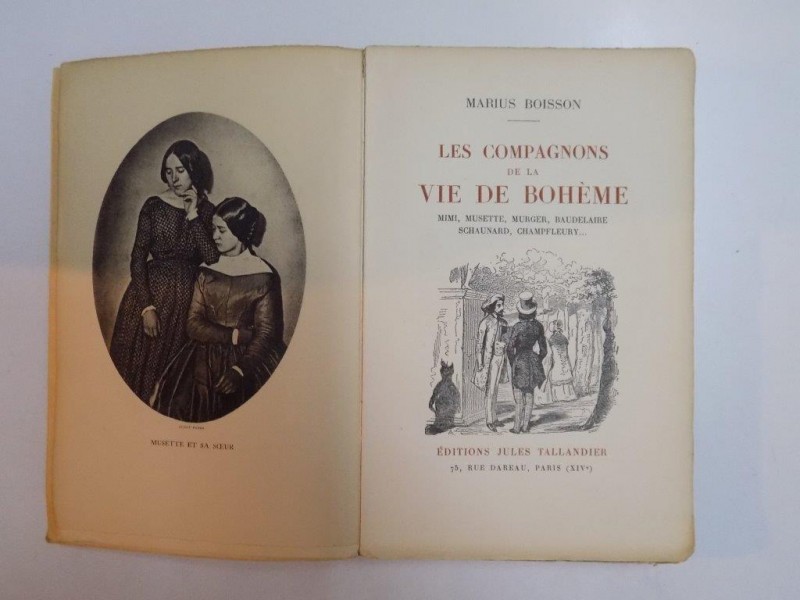 MUSETTE ET SA SŒUR
MARIUS BOISSON
LES COMPAGNONS
DE LA
VIE DE BOHÈME
MIMI, MUSETTE, MURGER, BAUDELAIRE
SCHAUNARD, CHAMPFLEURY...
ÉDITIONS JULES TALLANDIER
75, RUE DAREAU, PARIS (XIVᵉ)